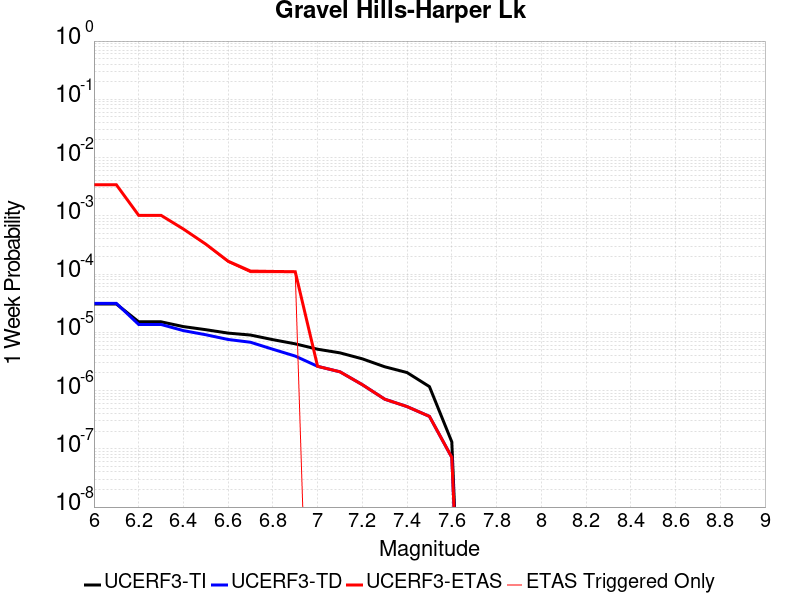 Gravel Hills-Harper Lk
10^0
10^-1
10^-2
10^-3
10^-4
10^-5
10^-6
10^-7
10^-8
1 Week Probability
6 6.2 6.4 6.6 6.8 7 7.2 7.4 7.6 7.8 8 8.2 8.4 8.6 8.8 9
Magnitude
UCERF3-TI UCERF3-TD UCERF3-ETAS ETAS Triggered Only